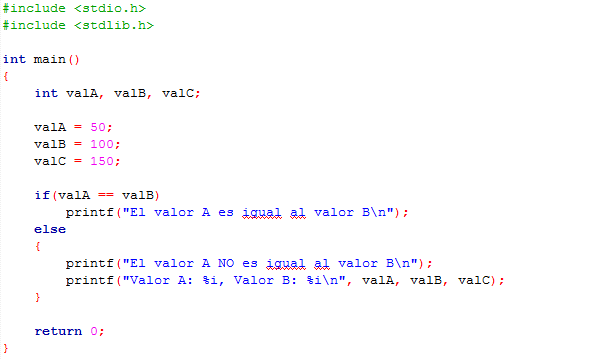 #include <stdio.h>
#include <stdlib.h>
int main()
{
int valA, valB, valC;
valA = 50;
valB = 100;
valC = 150;
if(valA == valB)
printf("El valor A es igual al valor B\n");
else
{
printf("El valor A NO es igual al valor B\n");
printf("Valor A: %i, Valor B: %i\n", valA, valB, valC);
}
return 0;
}